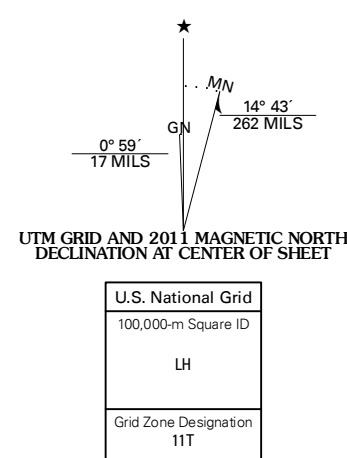 ★
MN
GN
14° 43´
262 MILS
0° 59´
17 MILS
UTM GRID AND 2011 MAGNETIC NORTH
DECLINATION AT CENTER OF SHEET
U.S. National Grid
100,000-m Square ID
LH
Grid Zone Designation
11T